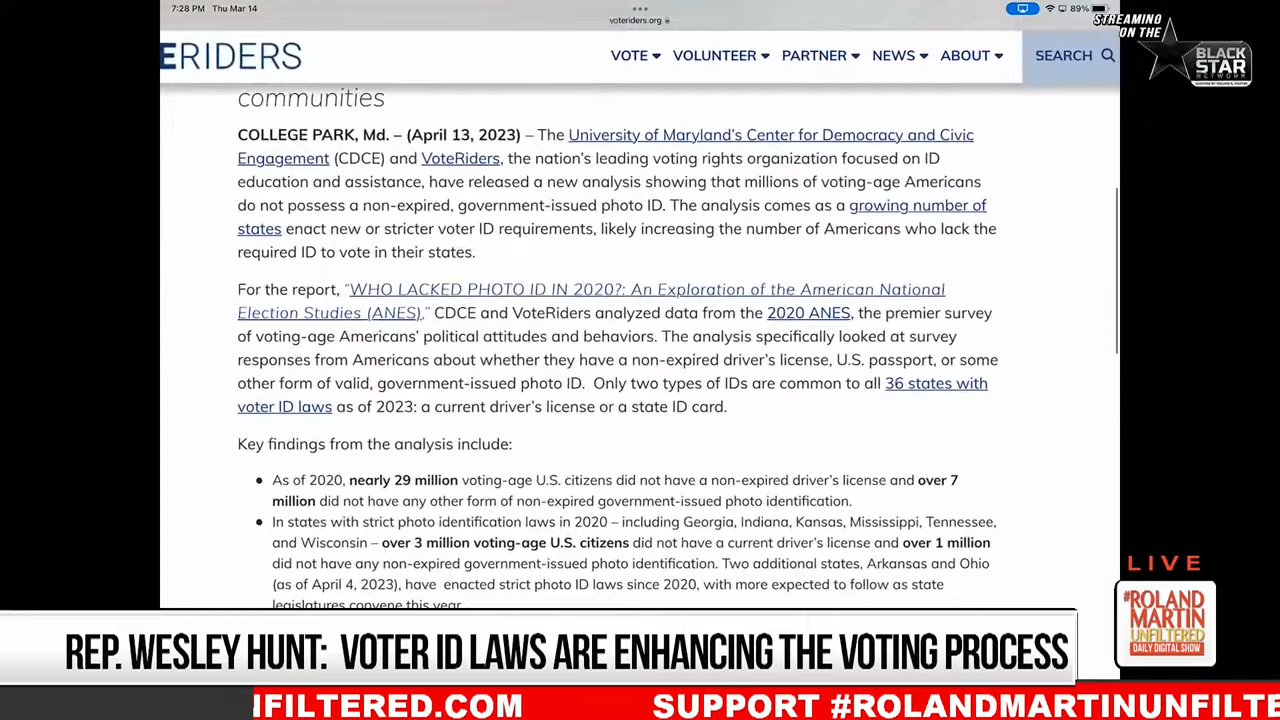 7:28 PM Thu Mar 14
voteriders.org
89%
STREAMING
ON THE
BLACK
STAR
NETWORK
ERIDERS
VOTE
VOLUNTEER
PARTNER
NEWS
ABOUT
SEARCH
communities
COLLEGE PARK, Md. – (April 13, 2023) – The University of Maryland's Center for Democracy and Civic
Engagement (CDCE) and VoteRiders, the nation's leading voting rights organization focused on ID
education and assistance, have released a new analysis showing that millions of voting-age Americans
do not possess a non-expired, government-issued photo ID. The analysis comes as a growing number of
states enact new or stricter voter ID requirements, likely increasing the number of Americans who lack the
required ID to vote in their states.
For the report, "WHO LACKED PHOTO ID IN 2020?: An Exploration of the American National
Election Studies (ANES)," CDCE and VoteRiders analyzed data from the 2020 ANES, the premier survey
of voting-age Americans' political attitudes and behaviors. The analysis specifically looked at survey
responses from Americans about whether they have a non-expired driver's license, U.S. passport, or some
other form of valid, government-issued photo ID. Only two types of IDs are common to all 36 states with
voter ID laws as of 2023: a current driver's license or a state ID card.
Key findings from the analysis include:
• As of 2020, nearly 29 million voting-age U.S. citizens did not have a non-expired driver's license and over 7
million did not have any other form of non-expired government-issued photo identification.
• In states with strict photo identification laws in 2020 – including Georgia, Indiana, Kansas, Mississippi, Tennessee,
and Wisconsin – over 3 million voting-age U.S. citizens did not have a current driver's license and over 1 million
did not have any non-expired government-issued photo identification. Two additional states, Arkansas and Ohio
(as of April 4, 2023), have enacted strict photo ID laws since 2020, with more expected to follow as state
legislatures convene this year.
LIVE
#ROLAND
MARTIN
UNFILTERED
DAILY DIGITAL SHOW
REP. WESLEY HUNT: VOTER ID LAWS ARE ENHANCING THE VOTING PROCESS
NFILTERED.COM SUPPORT #ROLANDMARTINUNFILTE